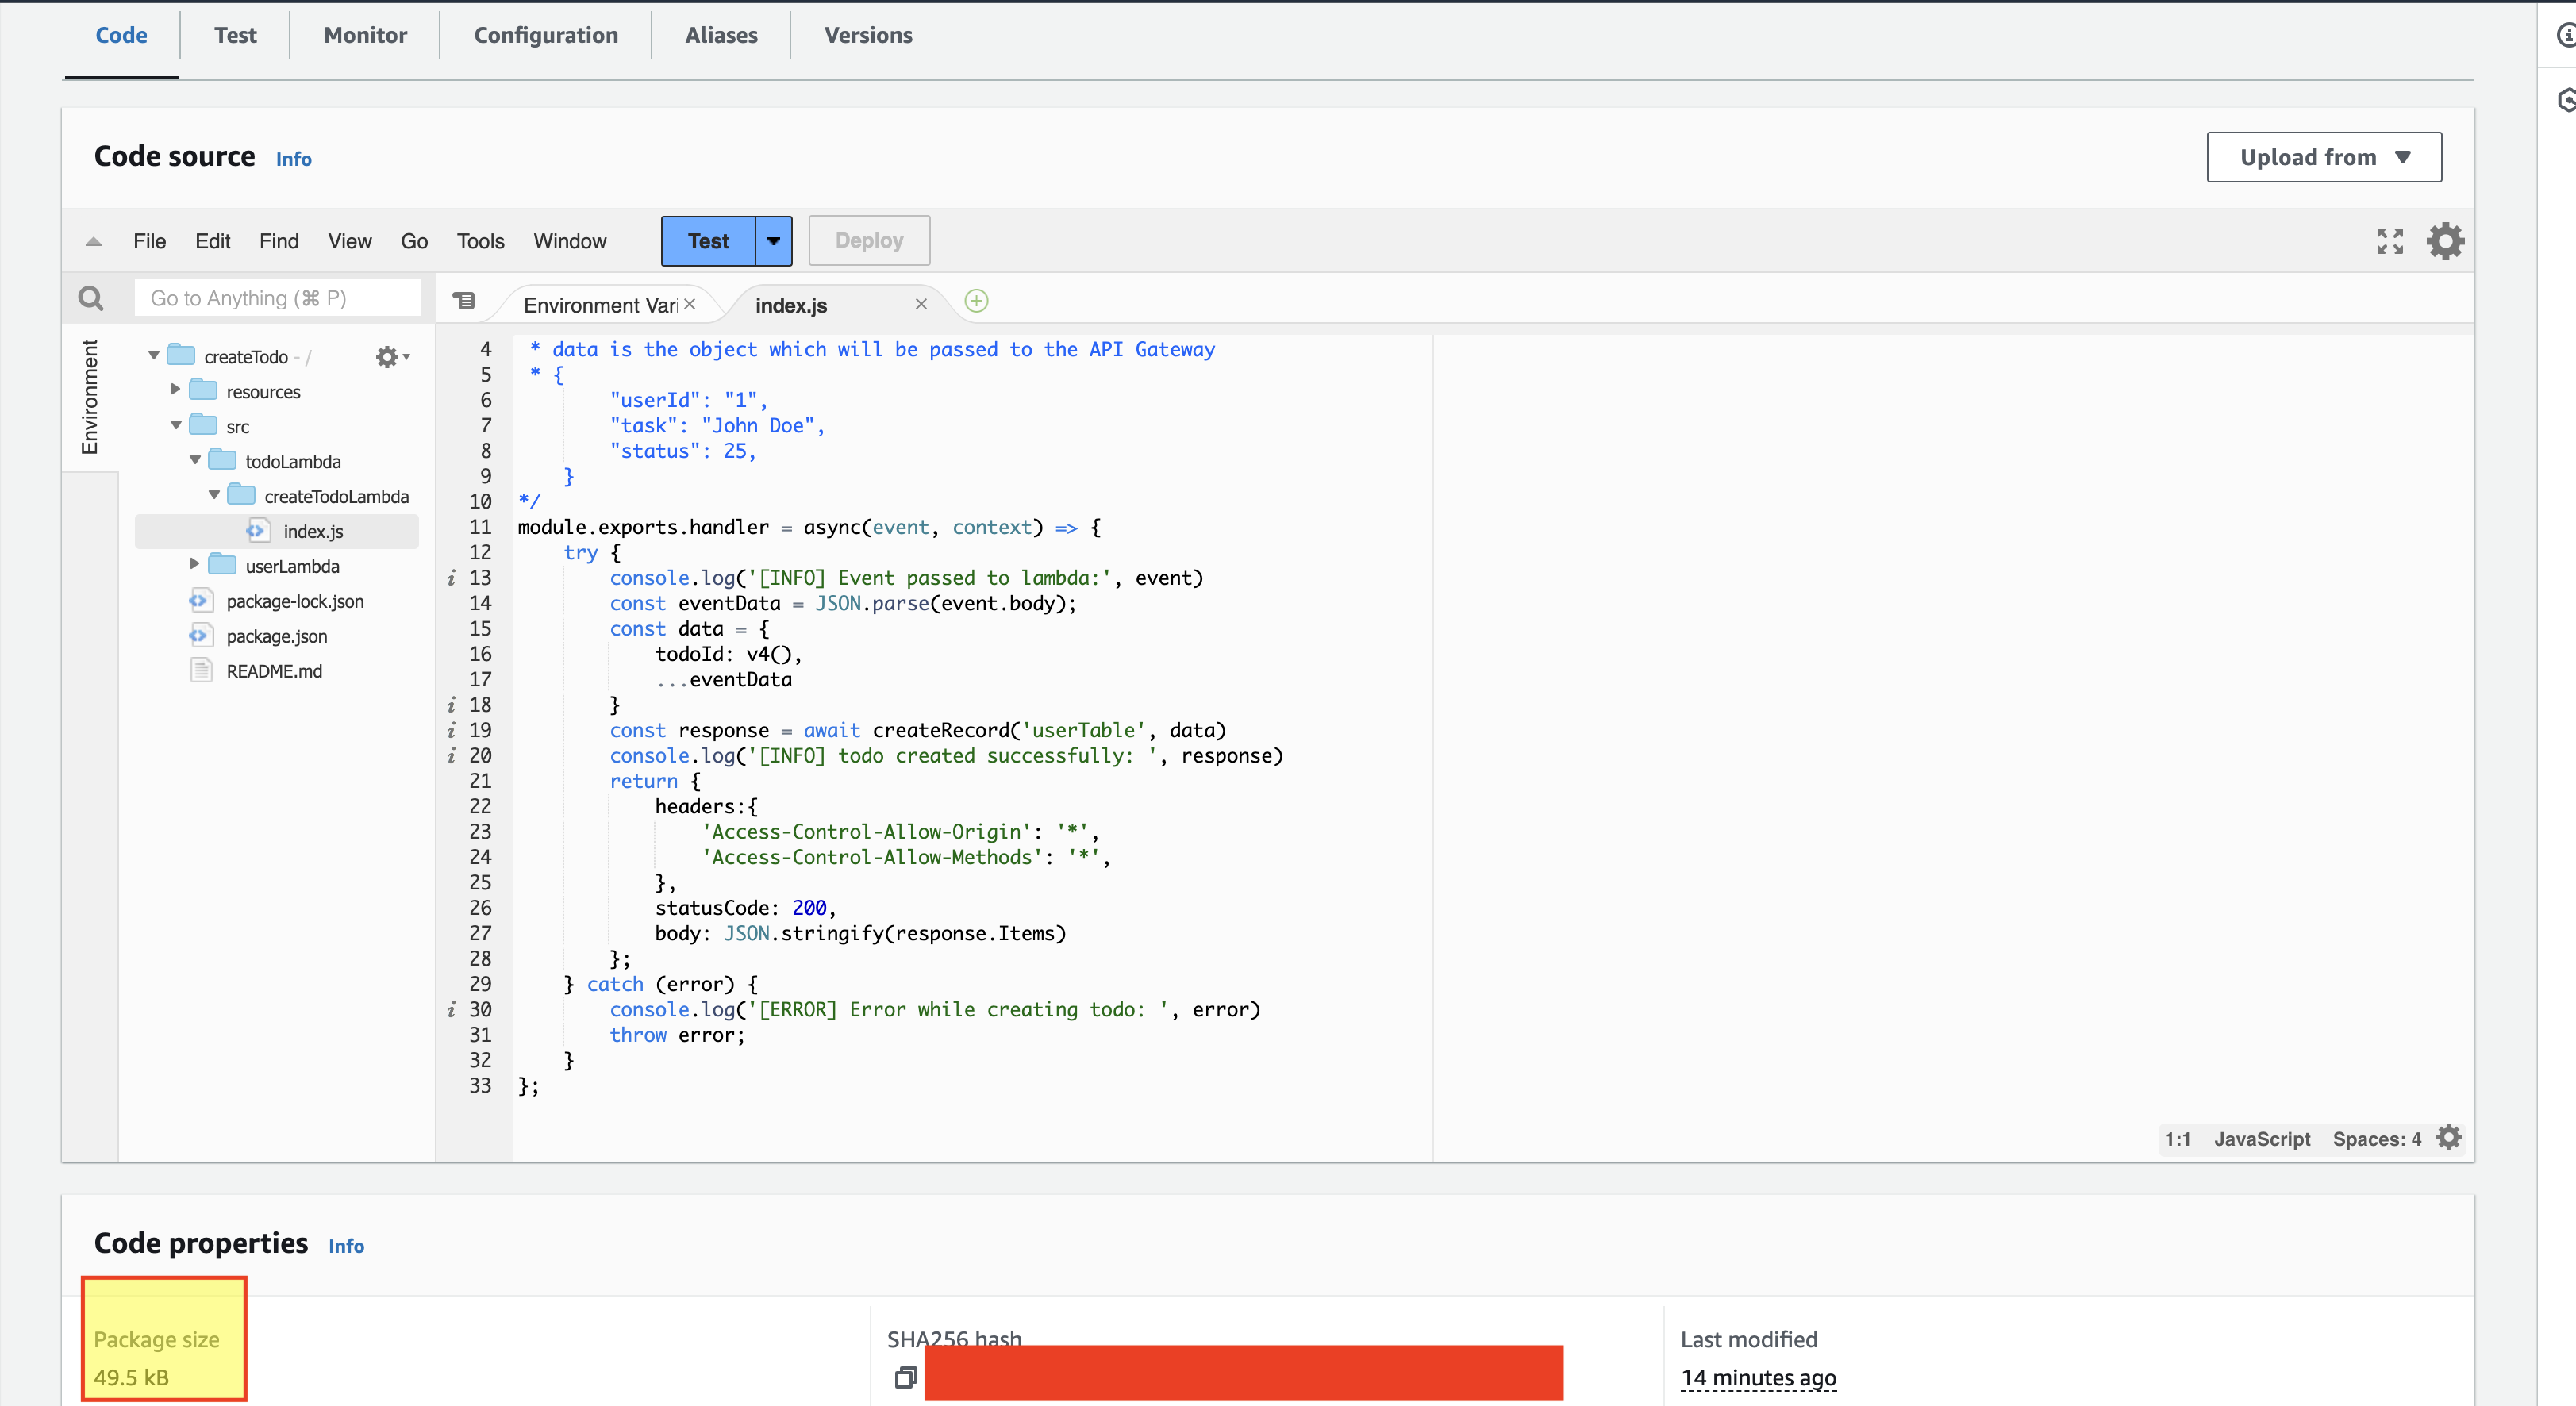 Code Test Monitor Configuration Aliases Versions
Code source Info
Upload from
File Edit Find View Go Tools Window Test Deploy
Go to Anything (⌘ P)
Environment Vari index.js
Environment
createTodo - /
resources
src
todoLambda
createTodoLambda
index.js
userLambda
package-lock.json
package.json
README.md
4 * data is the object which will be passed to the API Gateway
5 * {
6 "userId": "1",
7 "task": "John Doe",
8 "status": 25,
9 }
10 */
11 module.exports.handler = async(event, context) => {
12 try {
i 13 console.log('[INFO] Event passed to lambda:', event)
14 const eventData = JSON.parse(event.body);
15 const data = {
16 todoId: v4(),
17 ...eventData
i 18 }
i 19 const response = await createRecord('userTable', data)
i 20 console.log('[INFO] todo created successfully: ', response)
21 return {
22 headers:{
23 'Access-Control-Allow-Origin': '*',
24 'Access-Control-Allow-Methods': '*',
25 },
26 statusCode: 200,
27 body: JSON.stringify(response.Items)
28 };
29 } catch (error) {
i 30 console.log('[ERROR] Error while creating todo: ', error)
31 throw error;
32 }
33 };
1:1 JavaScript Spaces: 4
Code properties Info
Package size
49.5 kB
SHA256 hash
Last modified
14 minutes ago